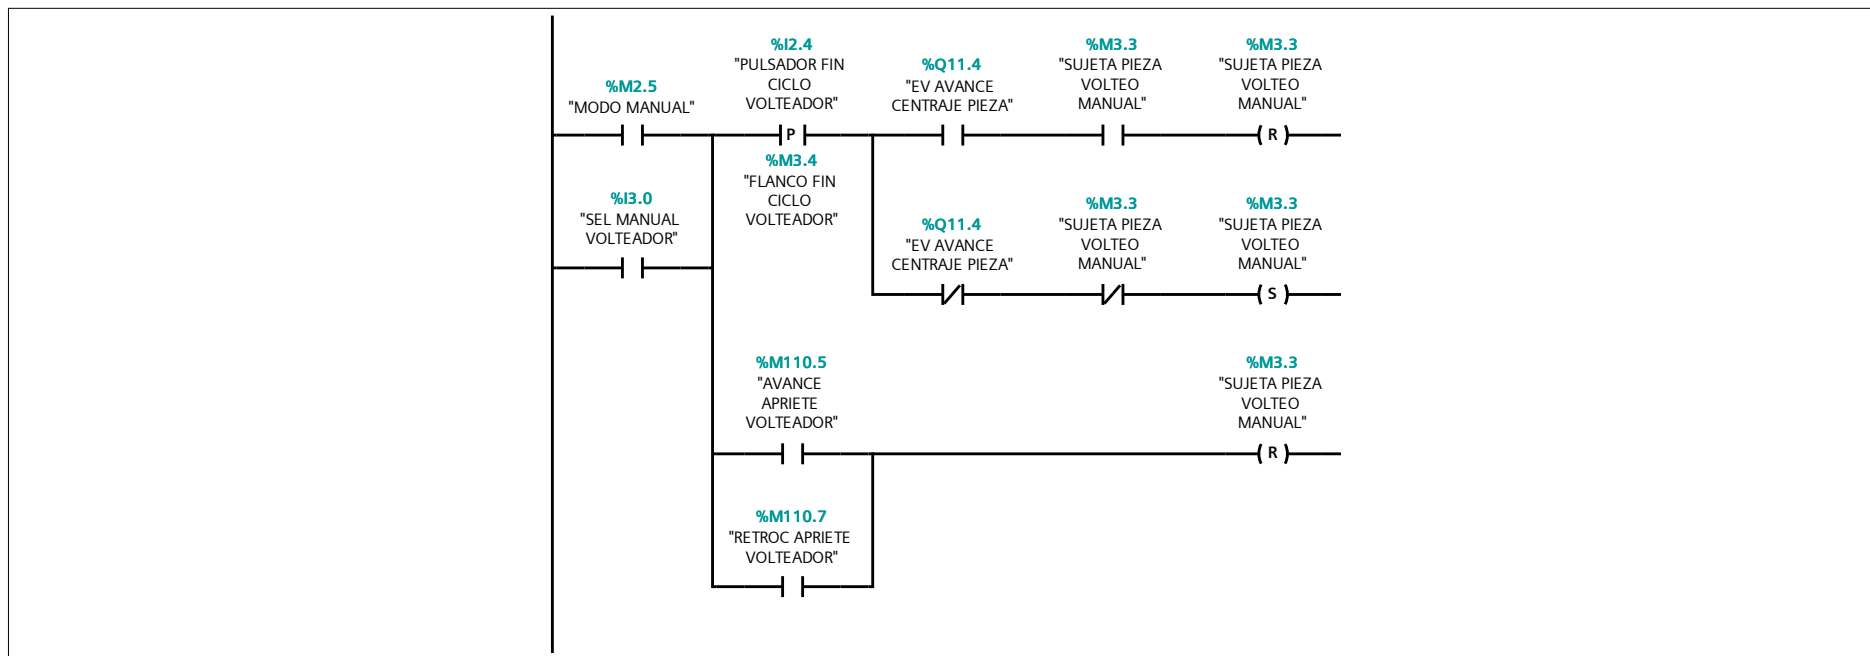 %M2.5
"MODO MANUAL"
%I2.4
"PULSADOR FIN
CICLO
VOLTEADOR"
P
%M3.4
"FLANCO FIN
CICLO
VOLTEADOR"
%Q11.4
"EV AVANCE
CENTRAJE PIEZA"
%M3.3
"SUJETA PIEZA
VOLTEO
MANUAL"
%M3.3
"SUJETA PIEZA
VOLTEO
MANUAL"
R
%I3.0
"SEL MANUAL
VOLTEADOR"
%Q11.4
"EV AVANCE
CENTRAJE PIEZA"
%M3.3
"SUJETA PIEZA
VOLTEO
MANUAL"
%M3.3
"SUJETA PIEZA
VOLTEO
MANUAL"
S
%M110.5
"AVANCE
APRIETE
VOLTEADOR"
%M3.3
"SUJETA PIEZA
VOLTEO
MANUAL"
R
%M110.7
"RETROC APRIETE
VOLTEADOR"